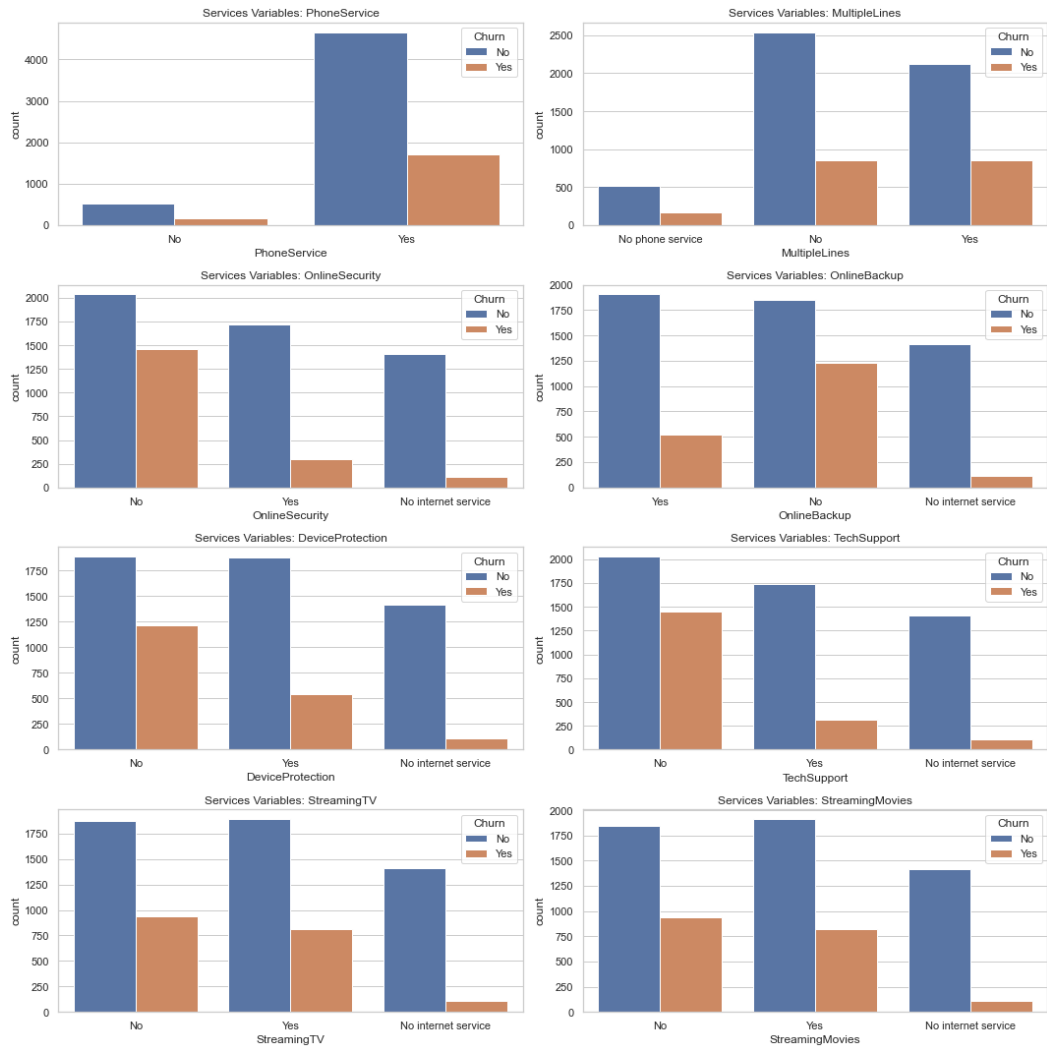 Services Variables: PhoneService
Churn
No
Yes
4000
3000
2000
1000
0
count
No Yes
PhoneService
Services Variables: MultipleLines
Churn
No
Yes
2500
2000
1500
1000
500
0
count
No phone service No Yes
MultipleLines
Services Variables: OnlineSecurity
Churn
No
Yes
2000
1750
1500
1250
1000
750
500
250
0
count
No Yes No internet service
OnlineSecurity
Services Variables: OnlineBackup
Churn
No
Yes
2000
1750
1500
1250
1000
750
500
250
0
count
Yes No No internet service
OnlineBackup
Services Variables: DeviceProtection
Churn
No
Yes
1750
1500
1250
1000
750
500
250
0
count
No Yes No internet service
DeviceProtection
Services Variables: TechSupport
Churn
No
Yes
2000
1750
1500
1250
1000
750
500
250
0
count
No Yes No internet service
TechSupport
Services Variables: StreamingTV
Churn
No
Yes
1750
1500
1250
1000
750
500
250
0
count
No Yes No internet service
StreamingTV
Services Variables: StreamingMovies
Churn
No
Yes
2000
1750
1500
1250
1000
750
500
250
0
count
No Yes No internet service
StreamingMovies